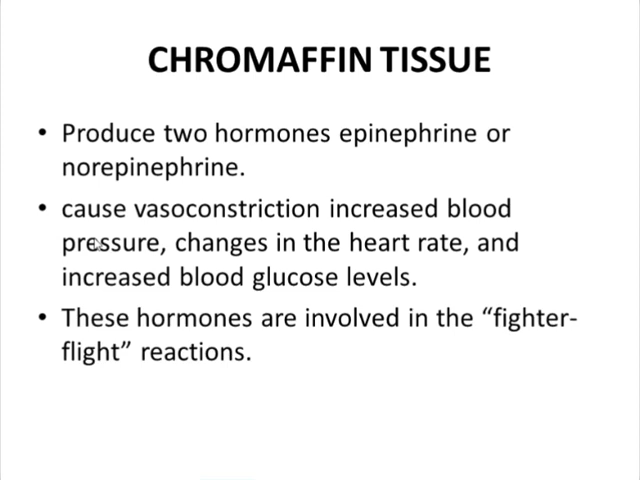 CHROMAFFIN TISSUE
• Produce two hormones epinephrine or
norepinephrine.
• cause vasoconstriction increased blood
pressure, changes in the heart rate, and
increased blood glucose levels.
• These hormones are involved in the “fighter-
flight” reactions.